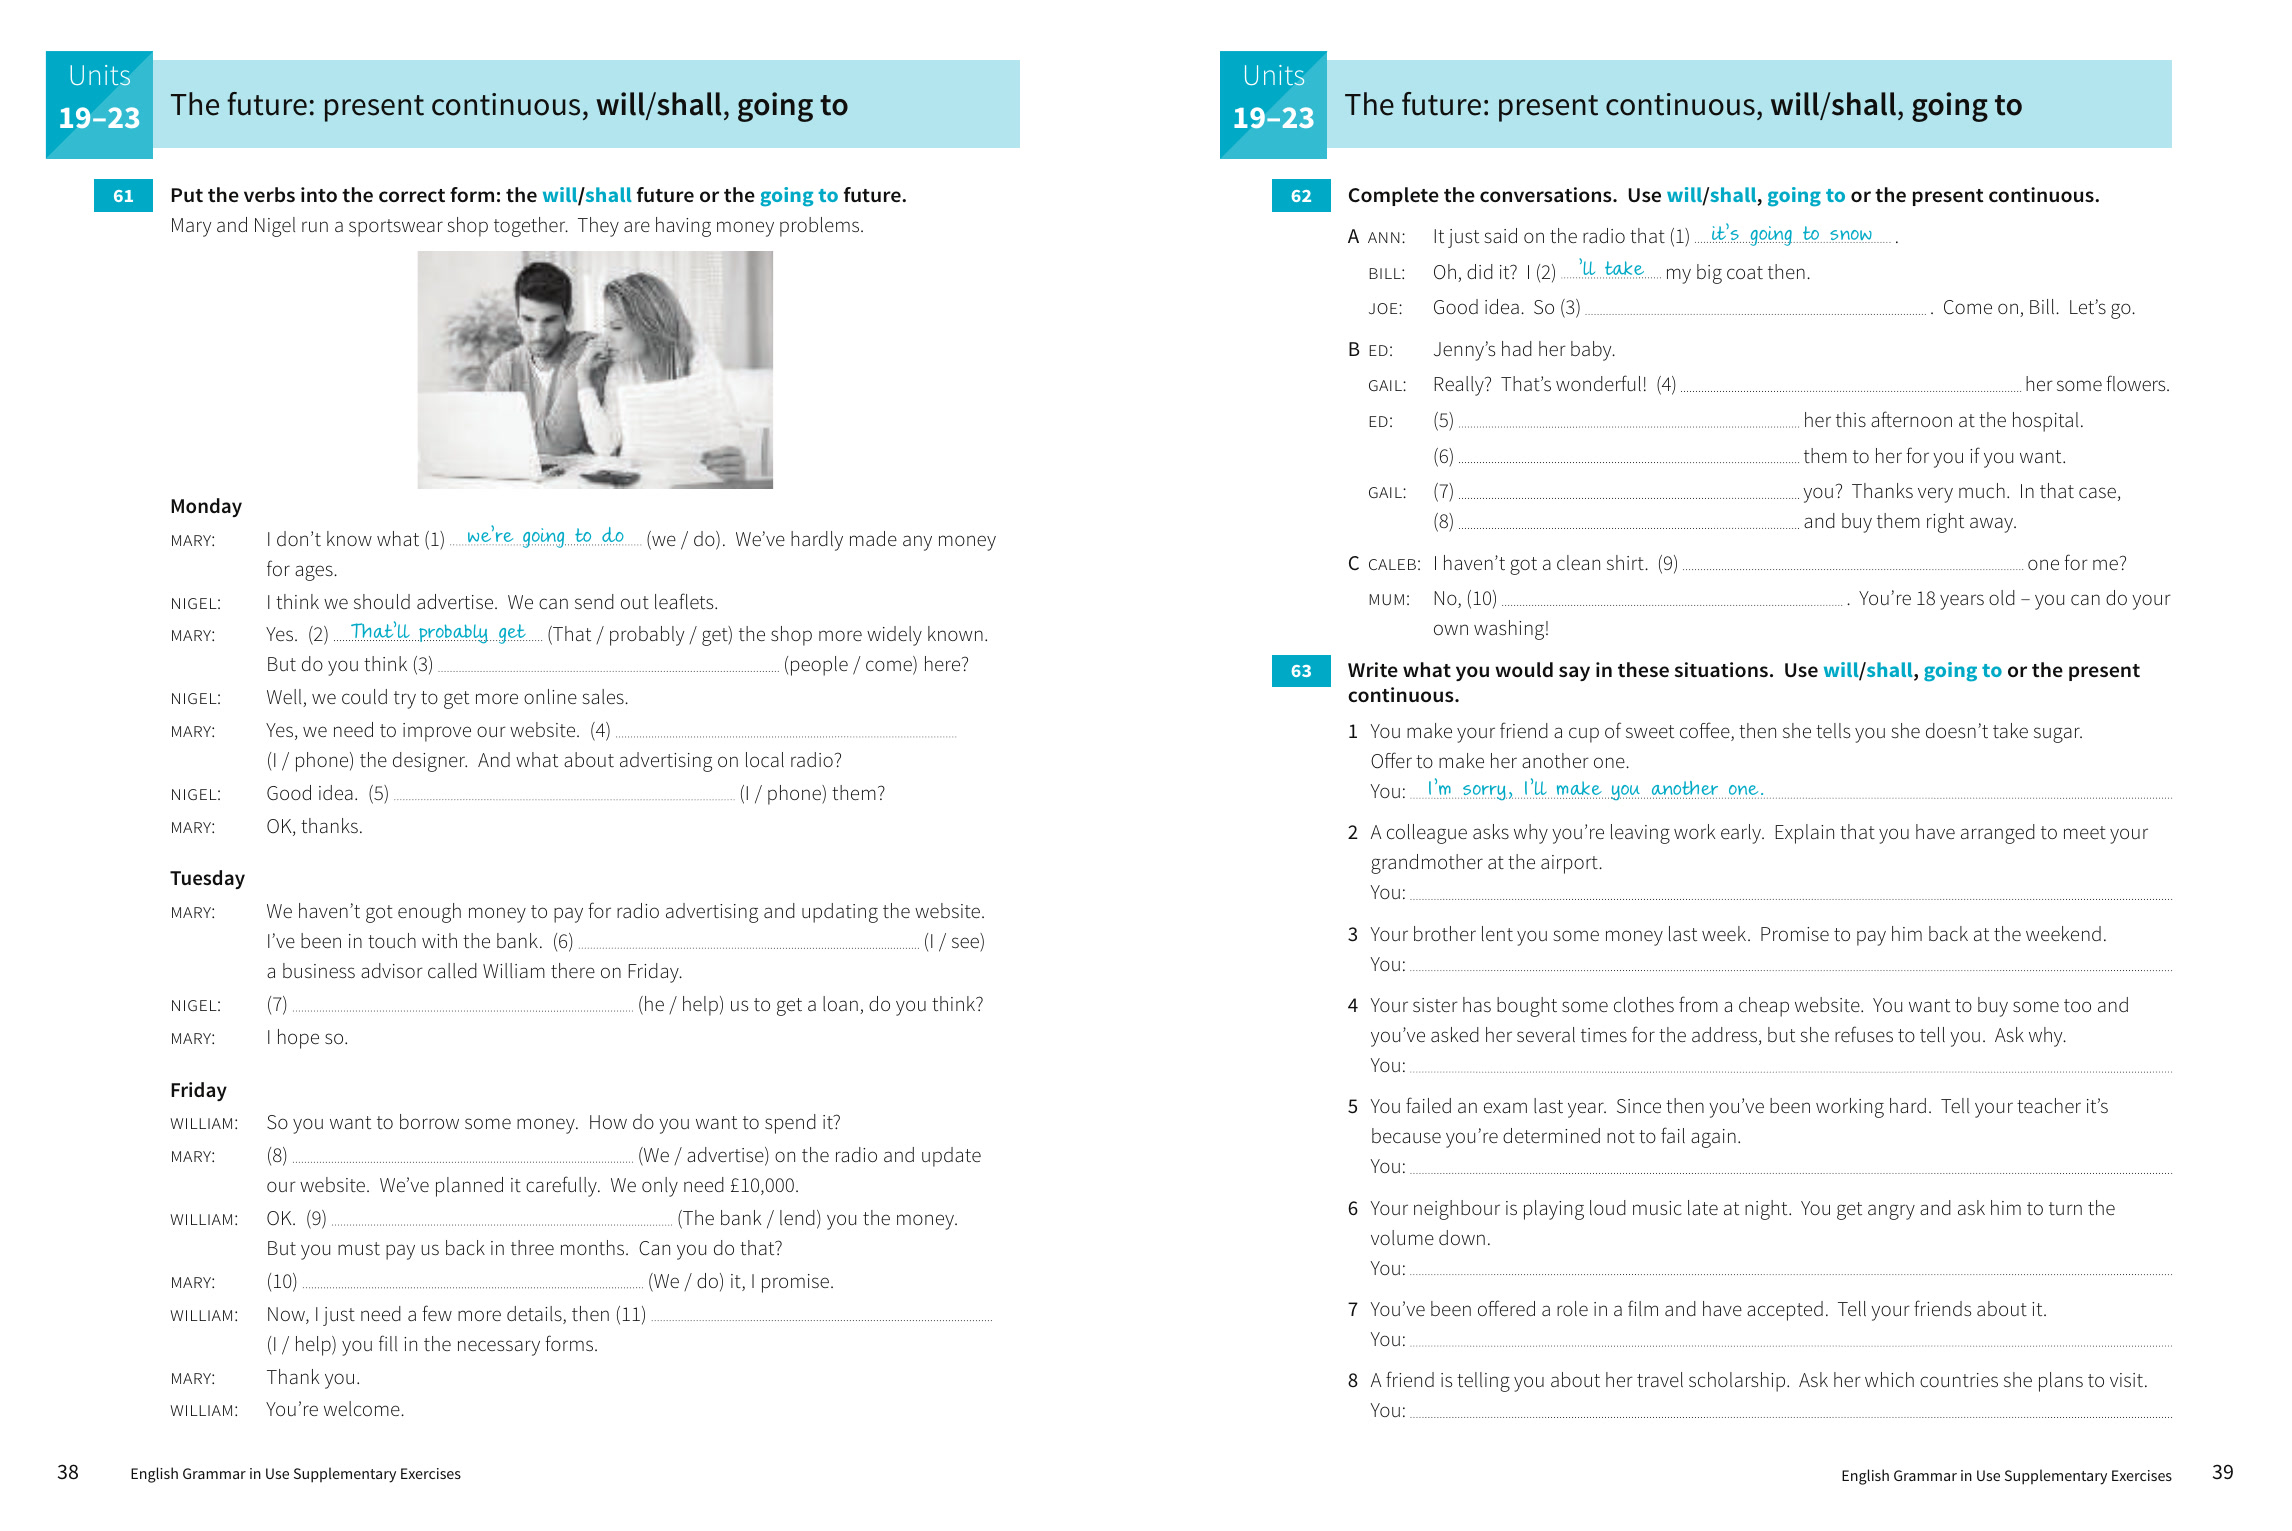 Units
19–23
The future: present continuous, will/shall, going to
61 Put the verbs into the correct form: the will/shall future or the going to future.
Mary and Nigel run a sportswear shop together. They are having money problems.
Monday
MARY: I don't know what (1) we're going to do (we / do). We've hardly made any money
for ages.
NIGEL: I think we should advertise. We can send out leaflets.
MARY: Yes. (2) That'll probably get (That / probably / get) the shop more widely known.
But do you think (3) (people / come) here?
NIGEL: Well, we could try to get more online sales.
MARY: Yes, we need to improve our website. (4)
(I / phone) the designer. And what about advertising on local radio?
NIGEL: Good idea. (5) (I / phone) them?
MARY: OK, thanks.
Tuesday
MARY: We haven't got enough money to pay for radio advertising and updating the website.
I've been in touch with the bank. (6) (I / see)
a business advisor called William there on Friday.
NIGEL: (7) (he / help) us to get a loan, do you think?
MARY: I hope so.
Friday
WILLIAM: So you want to borrow some money. How do you want to spend it?
MARY: (8) (We / advertise) on the radio and update
our website. We've planned it carefully. We only need £10,000.
WILLIAM: OK. (9) (The bank / lend) you the money.
But you must pay us back in three months. Can you do that?
MARY: (10) (We / do) it, I promise.
WILLIAM: Now, I just need a few more details, then (11)
(I / help) you fill in the necessary forms.
MARY: Thank you.
WILLIAM: You're welcome.
38 English Grammar in Use Supplementary Exercises
Units
19–23
The future: present continuous, will/shall, going to
62 Complete the conversations. Use will/shall, going to or the present continuous.
A ANN: It just said on the radio that (1) it's going to snow .
BILL: Oh, did it? I (2) 'll take my big coat then.
JOE: Good idea. So (3) . Come on, Bill. Let's go.
B ED: Jenny's had her baby.
GAIL: Really? That's wonderful! (4) her some flowers.
ED: (5) her this afternoon at the hospital.
(6) them to her for you if you want.
GAIL: (7) you? Thanks very much. In that case,
(8) and buy them right away.
C CALEB: I haven't got a clean shirt. (9) one for me?
MUM: No, (10) . You're 18 years old – you can do your
own washing!
63 Write what you would say in these situations. Use will/shall, going to or the present
continuous.
1 You make your friend a cup of sweet coffee, then she tells you she doesn't take sugar.
Offer to make her another one.
You: I'm sorry, I'll make you another one.
2 A colleague asks why you're leaving work early. Explain that you have arranged to meet your
grandmother at the airport.
You:
3 Your brother lent you some money last week. Promise to pay him back at the weekend.
You:
4 Your sister has bought some clothes from a cheap website. You want to buy some too and
you've asked her several times for the address, but she refuses to tell you. Ask why.
You:
5 You failed an exam last year. Since then you've been working hard. Tell your teacher it's
because you're determined not to fail again.
You:
6 Your neighbour is playing loud music late at night. You get angry and ask him to turn the
volume down.
You:
7 You've been offered a role in a film and have accepted. Tell your friends about it.
You:
8 A friend is telling you about her travel scholarship. Ask her which countries she plans to visit.
You:
English Grammar in Use Supplementary Exercises 39